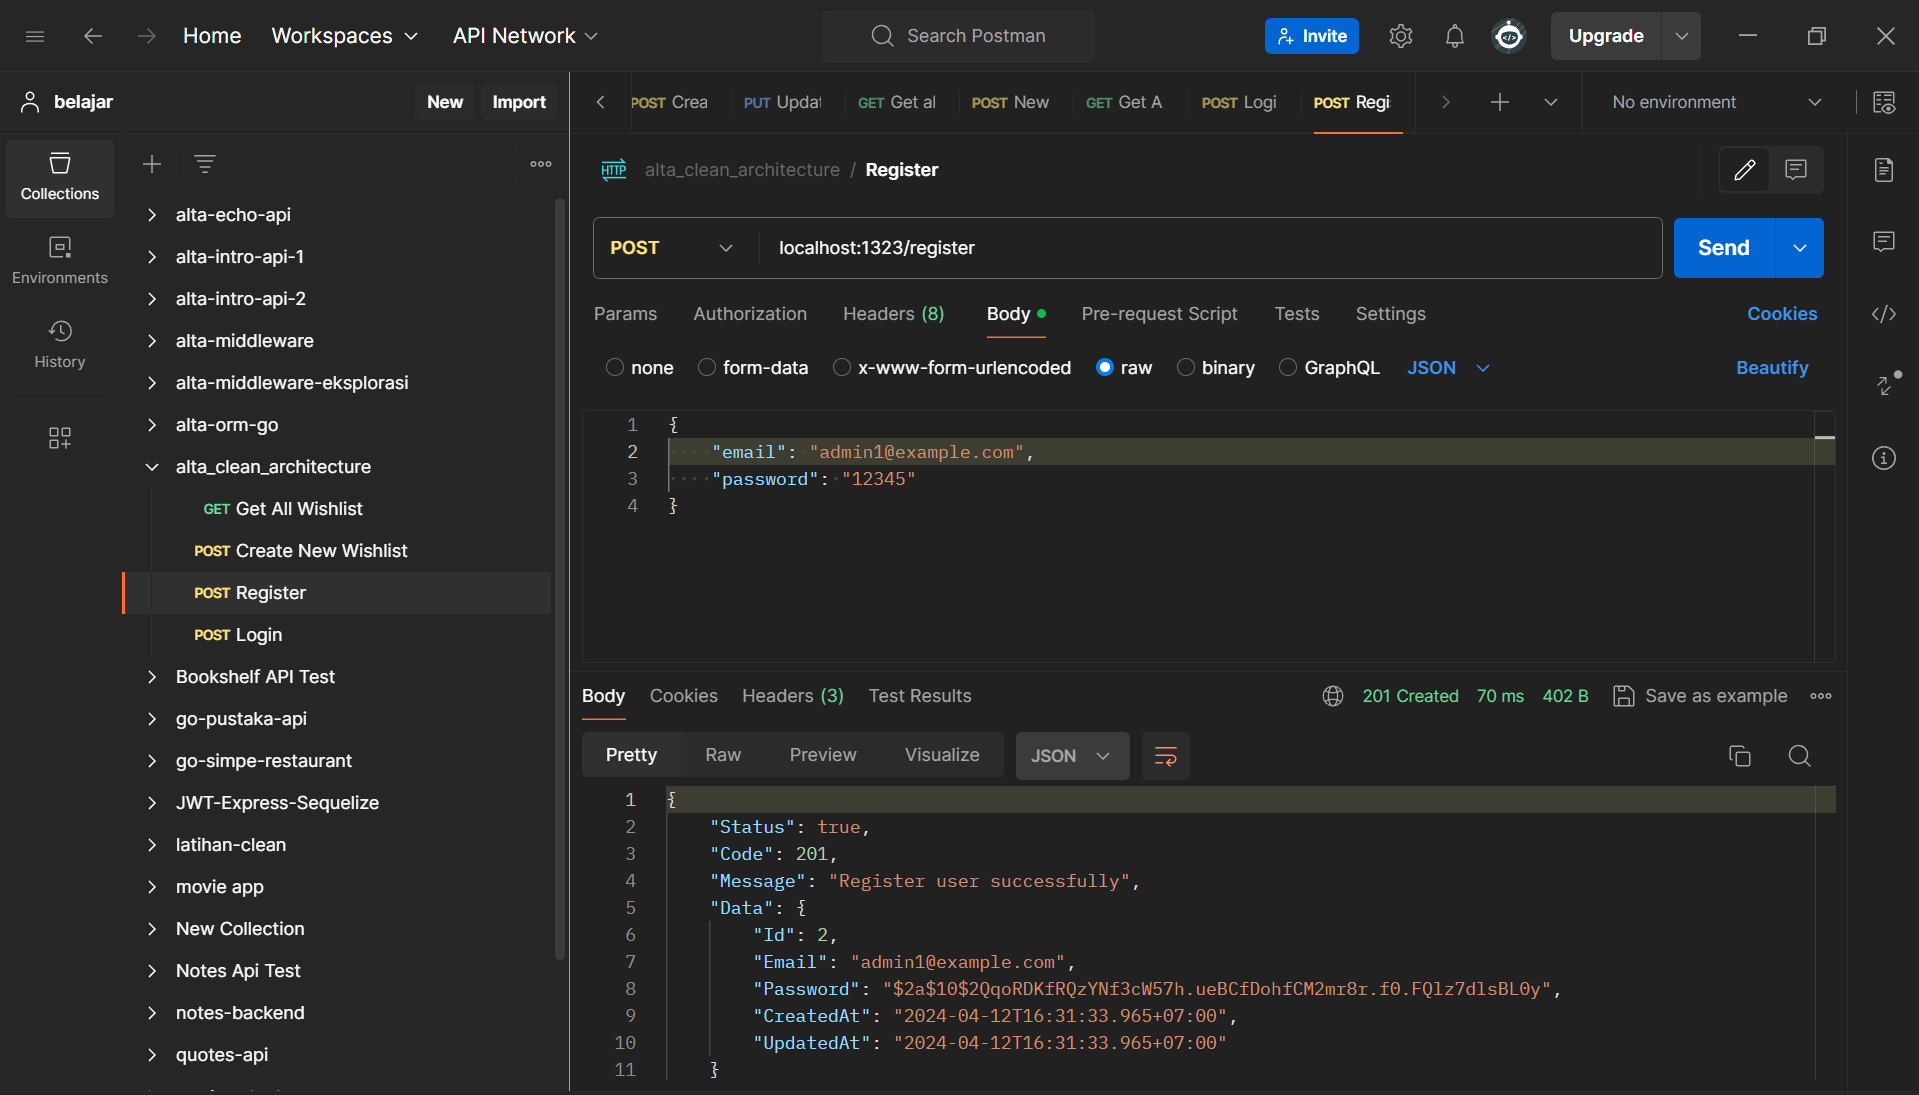 Home Workspaces API Network Search Postman Invite Upgrade
belajar New Import
POST Crea PUT Updat GET Get al POST New GET Get A POST Logi POST Regi No environment
Collections
Environments
History
alta-echo-api
alta-intro-api-1
alta-intro-api-2
alta-middleware
alta-middleware-eksplorasi
alta-orm-go
alta_clean_architecture
GET Get All Wishlist
POST Create New Wishlist
POST Register
POST Login
Bookshelf API Test
go-pustaka-api
go-simpe-restaurant
JWT-Express-Sequelize
latihan-clean
movie app
New Collection
Notes Api Test
notes-backend
quotes-api
HTTP alta_clean_architecture / Register
POST localhost:1323/register Send
Params Authorization Headers (8) Body Pre-request Script Tests Settings Cookies
none form-data x-www-form-urlencoded raw binary GraphQL JSON Beautify
1 {
2 "email": "admin1@example.com",
3 "password": "12345"
4 }
Body Cookies Headers (3) Test Results 201 Created 70 ms 402 B Save as example
Pretty Raw Preview Visualize JSON
1 {
2 "Status": true,
3 "Code": 201,
4 "Message": "Register user successfully",
5 "Data": {
6 "Id": 2,
7 "Email": "admin1@example.com",
8 "Password": "$2a$10$2QqoRDKfRQzYNf3cW57h.ueBCfDohfCM2mr8r.f0.FQlz7dlsBL0y",
9 "CreatedAt": "2024-04-12T16:31:33.965+07:00",
10 "UpdatedAt": "2024-04-12T16:31:33.965+07:00"
11 }